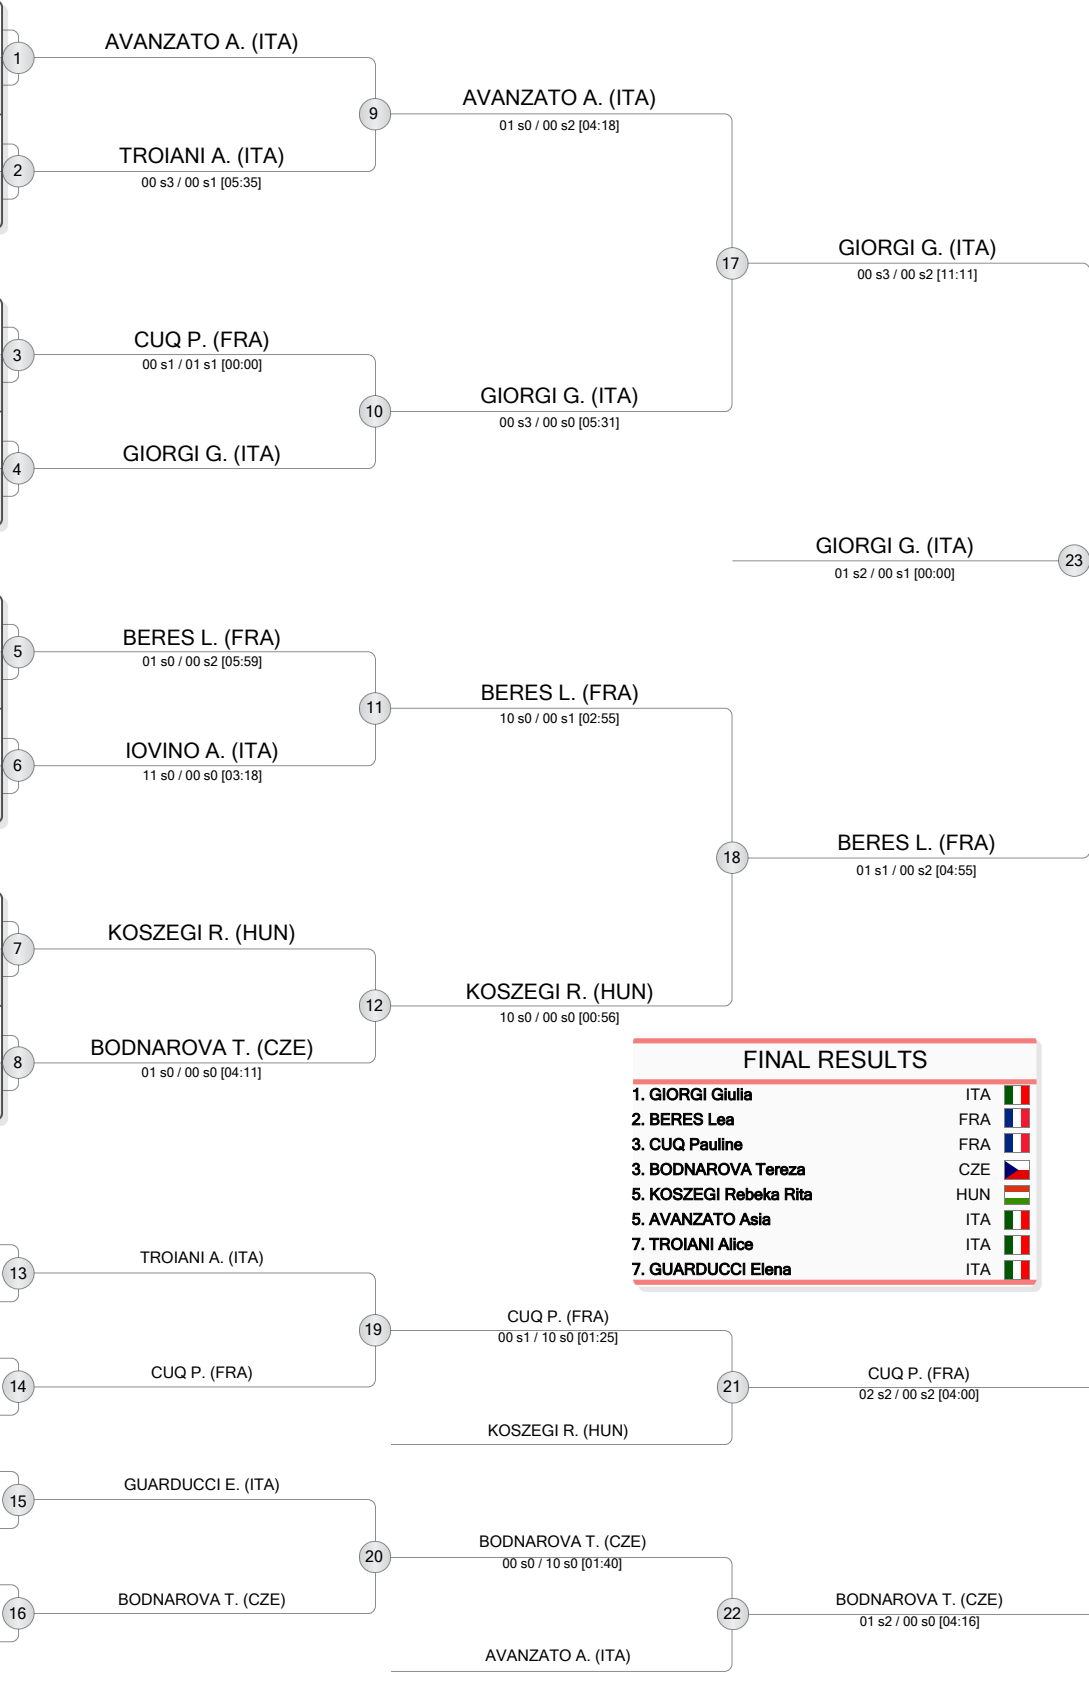 AVANZATO A. (ITA)
1
AVANZATO A. (ITA)
9
01 s0 / 00 s2 [04:18]
TROIANI A. (ITA)
2
00 s3 / 00 s1 [05:35]
GIORGI G. (ITA)
17
00 s3 / 00 s2 [11:11]
CUQ P. (FRA)
3
00 s1 / 01 s1 [00:00]
GIORGI G. (ITA)
10
00 s3 / 00 s0 [05:31]
GIORGI G. (ITA)
4
GIORGI G. (ITA)
23
01 s2 / 00 s1 [00:00]
BERES L. (FRA)
5
01 s0 / 00 s2 [05:59]
BERES L. (FRA)
11
10 s0 / 00 s1 [02:55]
IOVINO A. (ITA)
6
11 s0 / 00 s0 [03:18]
BERES L. (FRA)
18
01 s1 / 00 s2 [04:55]
KOSZEGI R. (HUN)
7
KOSZEGI R. (HUN)
12
10 s0 / 00 s0 [00:56]
BODNAROVA T. (CZE)
8
01 s0 / 00 s0 [04:11]
FINAL RESULTS
1. GIORGI Giulia ITA
2. BERES Lea FRA
3. CUQ Pauline FRA
3. BODNAROVA Tereza CZE
5. KOSZEGI Rebeka Rita HUN
5. AVANZATO Asia ITA
7. TROIANI Alice ITA
7. GUARDUCCI Elena ITA
TROIANI A. (ITA)
13
CUQ P. (FRA)
19
00 s1 / 10 s0 [01:25]
CUQ P. (FRA)
14
CUQ P. (FRA)
21
02 s2 / 00 s2 [04:00]
KOSZEGI R. (HUN)
GUARDUCCI E. (ITA)
15
BODNAROVA T. (CZE)
20
00 s0 / 10 s0 [01:40]
BODNAROVA T. (CZE)
16
BODNAROVA T. (CZE)
22
01 s2 / 00 s0 [04:16]
AVANZATO A. (ITA)